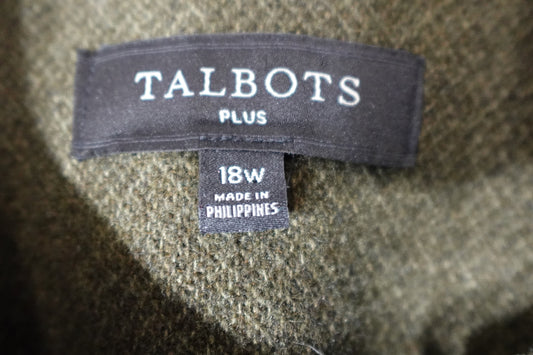 TALBOTS
PLUS
18W
MADE IN
PHILIPPINES